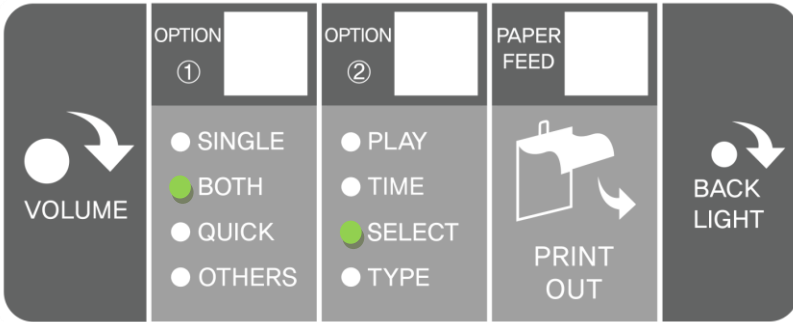 VOLUME
OPTION
①
SINGLE
BOTH
QUICK
OTHERS
OPTION
②
PLAY
TIME
SELECT
TYPE
PAPER
FEED
PRINT
OUT
BACK
LIGHT